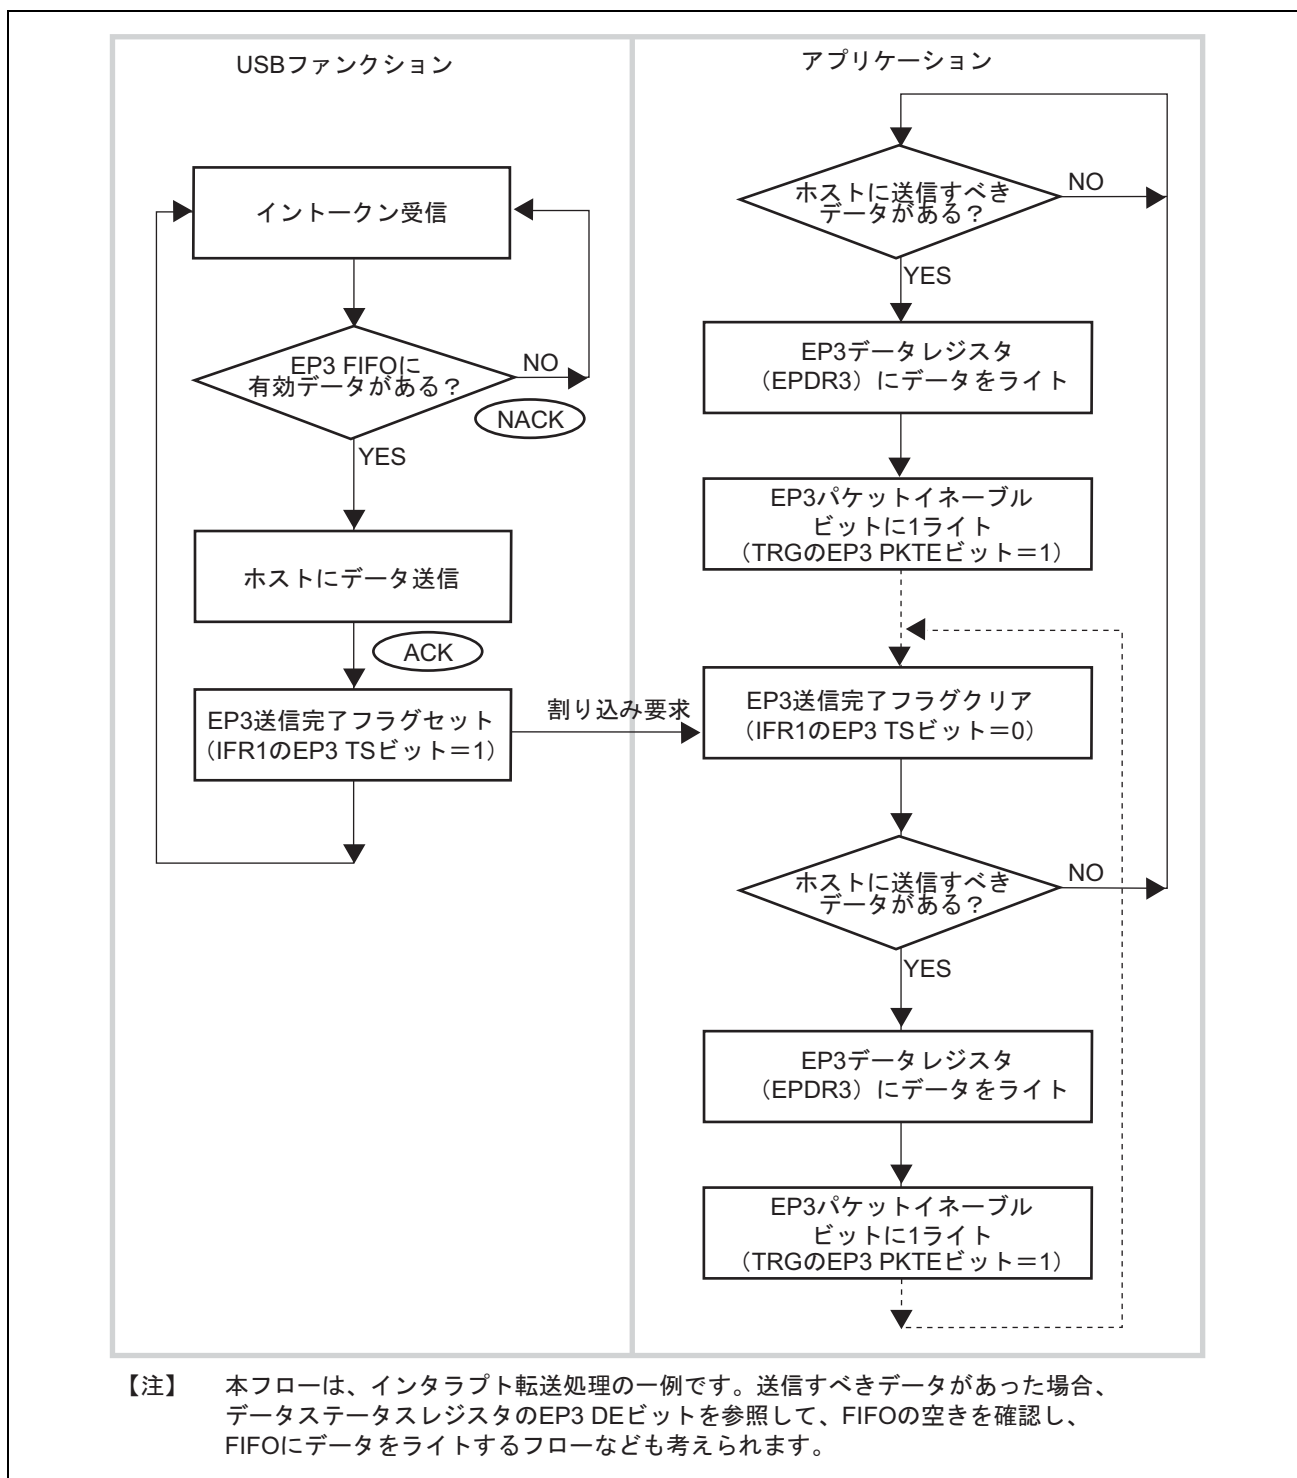 USBファンクション
イントークン受信
EP3 FIFOに
有効データがある?
NO
NACK
YES
ホストにデータ送信
ACK
EP3送信完了フラグセット
(IFR1のEP3 TSビット=1)
割り込み要求
アプリケーション
ホストに送信すべき
データがある?
NO
YES
EP3データレジスタ
(EPDR3)にデータをライト
EP3パケットイネーブル
ビットに1ライト
(TRGのEP3 PKTEビット=1)
EP3送信完了フラグクリア
(IFR1のEP3 TSビット=0)
ホストに送信すべき
データがある?
NO
YES
EP3データレジスタ
(EPDR3)にデータをライト
EP3パケットイネーブル
ビットに1ライト
(TRGのEP3 PKTEビット=1)
【注】 本フローは、インタラプト転送処理の一例です。送信すべきデータがあった場合、
データステータスレジスタのEP3 DEビットを参照して、FIFOの空きを確認し、
FIFOにデータをライトするフローなども考えられます。